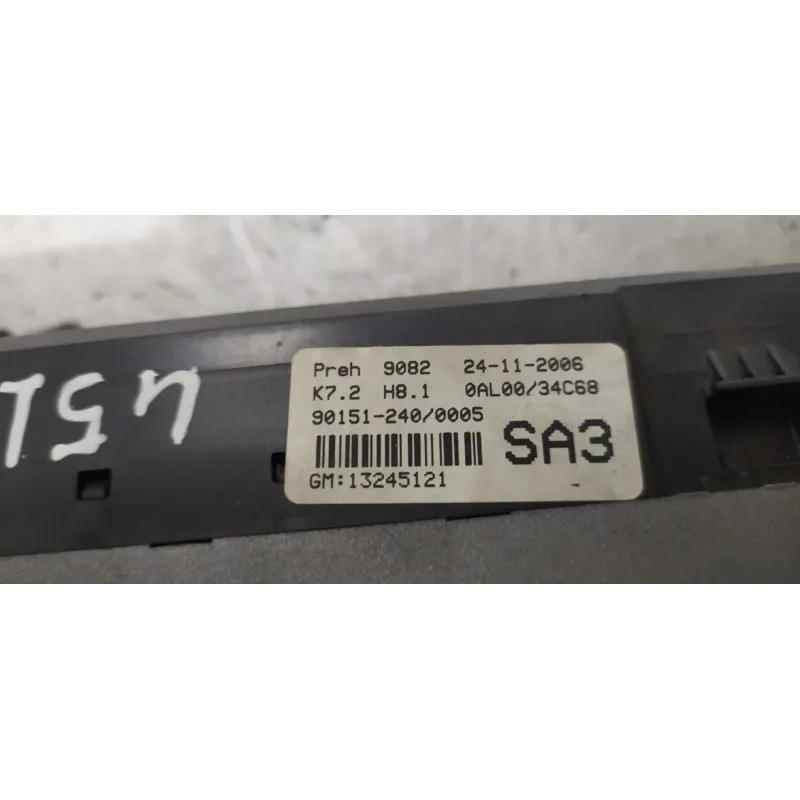 Preh 9082 24-11-2006
K7.2 H8.1 0AL00/34C68
90151-240/0005
SA3
GM:13245121